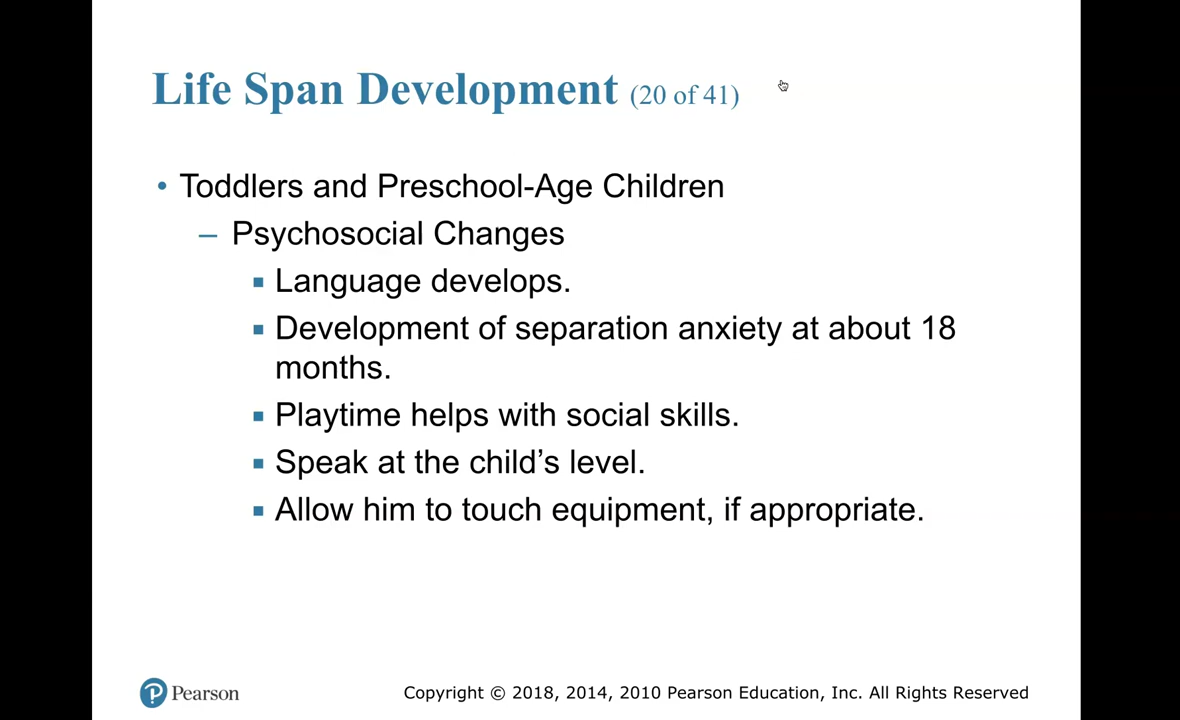 Life Span Development (20 of 41)
• Toddlers and Preschool-Age Children
– Psychosocial Changes
▪ Language develops.
▪ Development of separation anxiety at about 18
months.
▪ Playtime helps with social skills.
▪ Speak at the child's level.
▪ Allow him to touch equipment, if appropriate.
P Pearson
Copyright © 2018, 2014, 2010 Pearson Education, Inc. All Rights Reserved